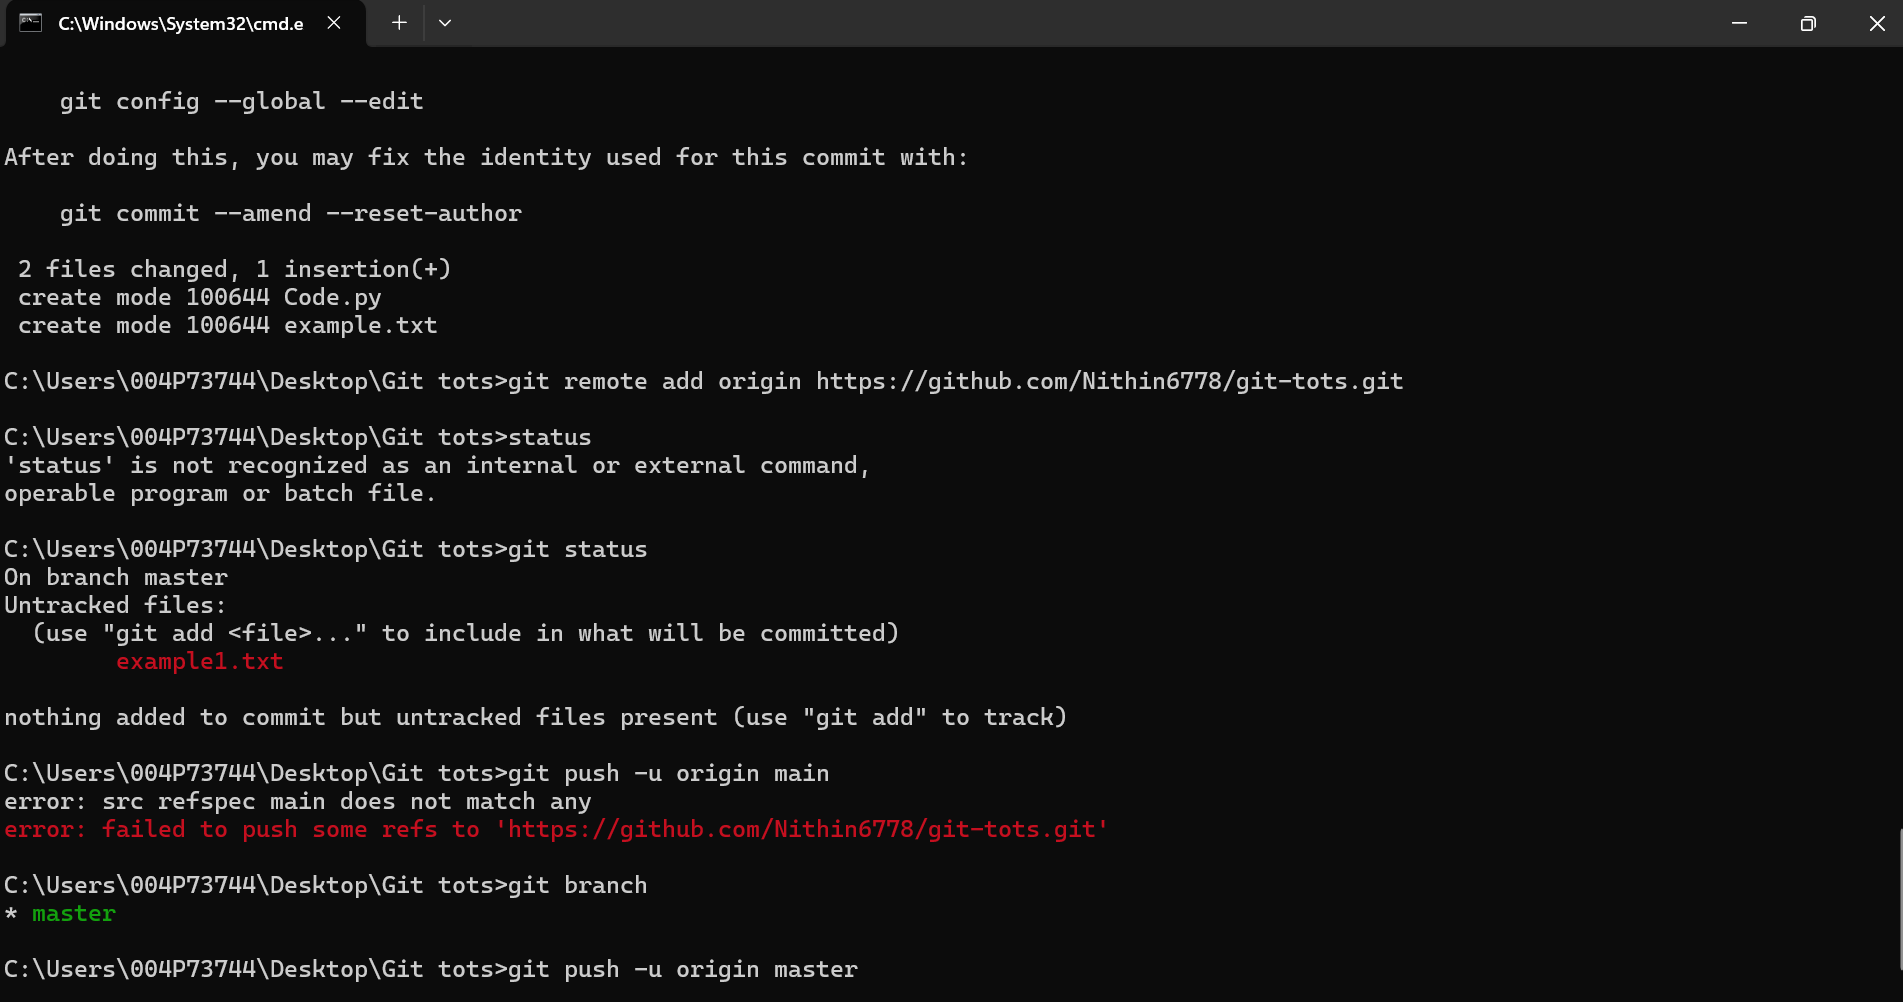 C:\Windows\System32\cmd.e
git config --global --edit
After doing this, you may fix the identity used for this commit with:
git commit --amend --reset-author
2 files changed, 1 insertion(+)
create mode 100644 Code.py
create mode 100644 example.txt
C:\Users\004P73744\Desktop\Git tots>git remote add origin https://github.com/Nithin6778/git-tots.git
C:\Users\004P73744\Desktop\Git tots>status
'status' is not recognized as an internal or external command,
operable program or batch file.
C:\Users\004P73744\Desktop\Git tots>git status
On branch master
Untracked files:
(use "git add <file>..." to include in what will be committed)
example1.txt
nothing added to commit but untracked files present (use "git add" to track)
C:\Users\004P73744\Desktop\Git tots>git push -u origin main
error: src refspec main does not match any
error: failed to push some refs to 'https://github.com/Nithin6778/git-tots.git'
C:\Users\004P73744\Desktop\Git tots>git branch
* master
C:\Users\004P73744\Desktop\Git tots>git push -u origin master